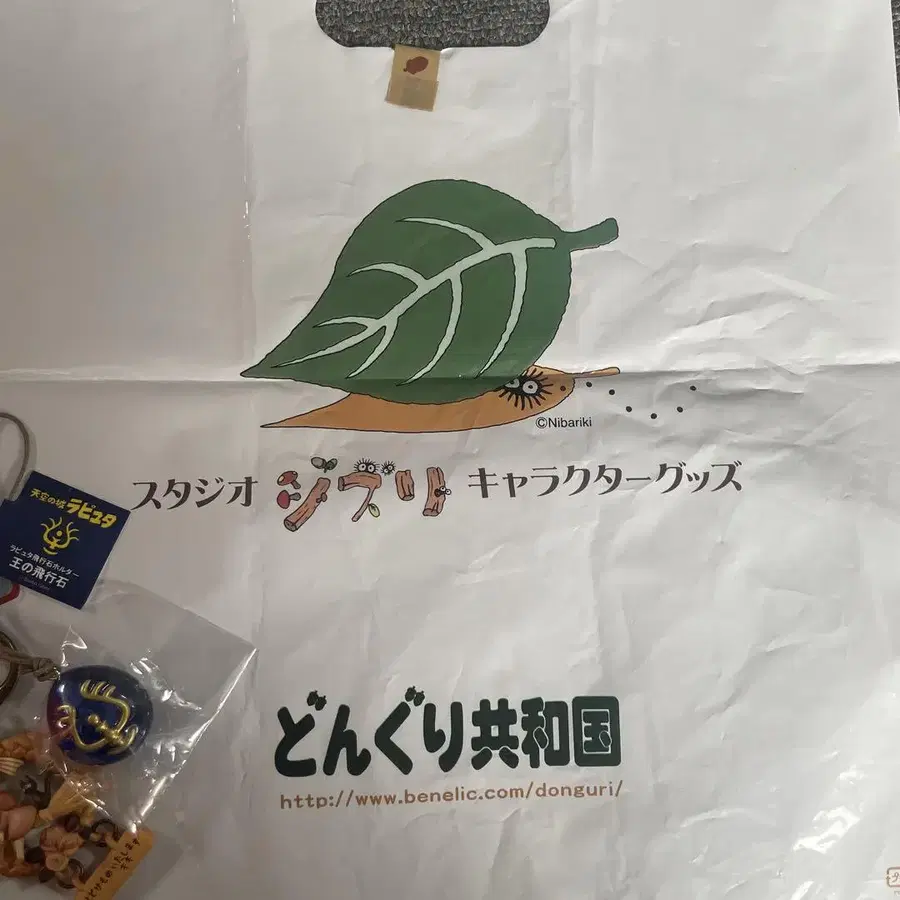 ©Nibariki
スタジオ ジブリ キャラクターグッズ
天空の城ラピュタ
ラピュタ飛行石ホルダー
王の飛行石
どんぐり共和国
http://www.benelic.com/donguri/